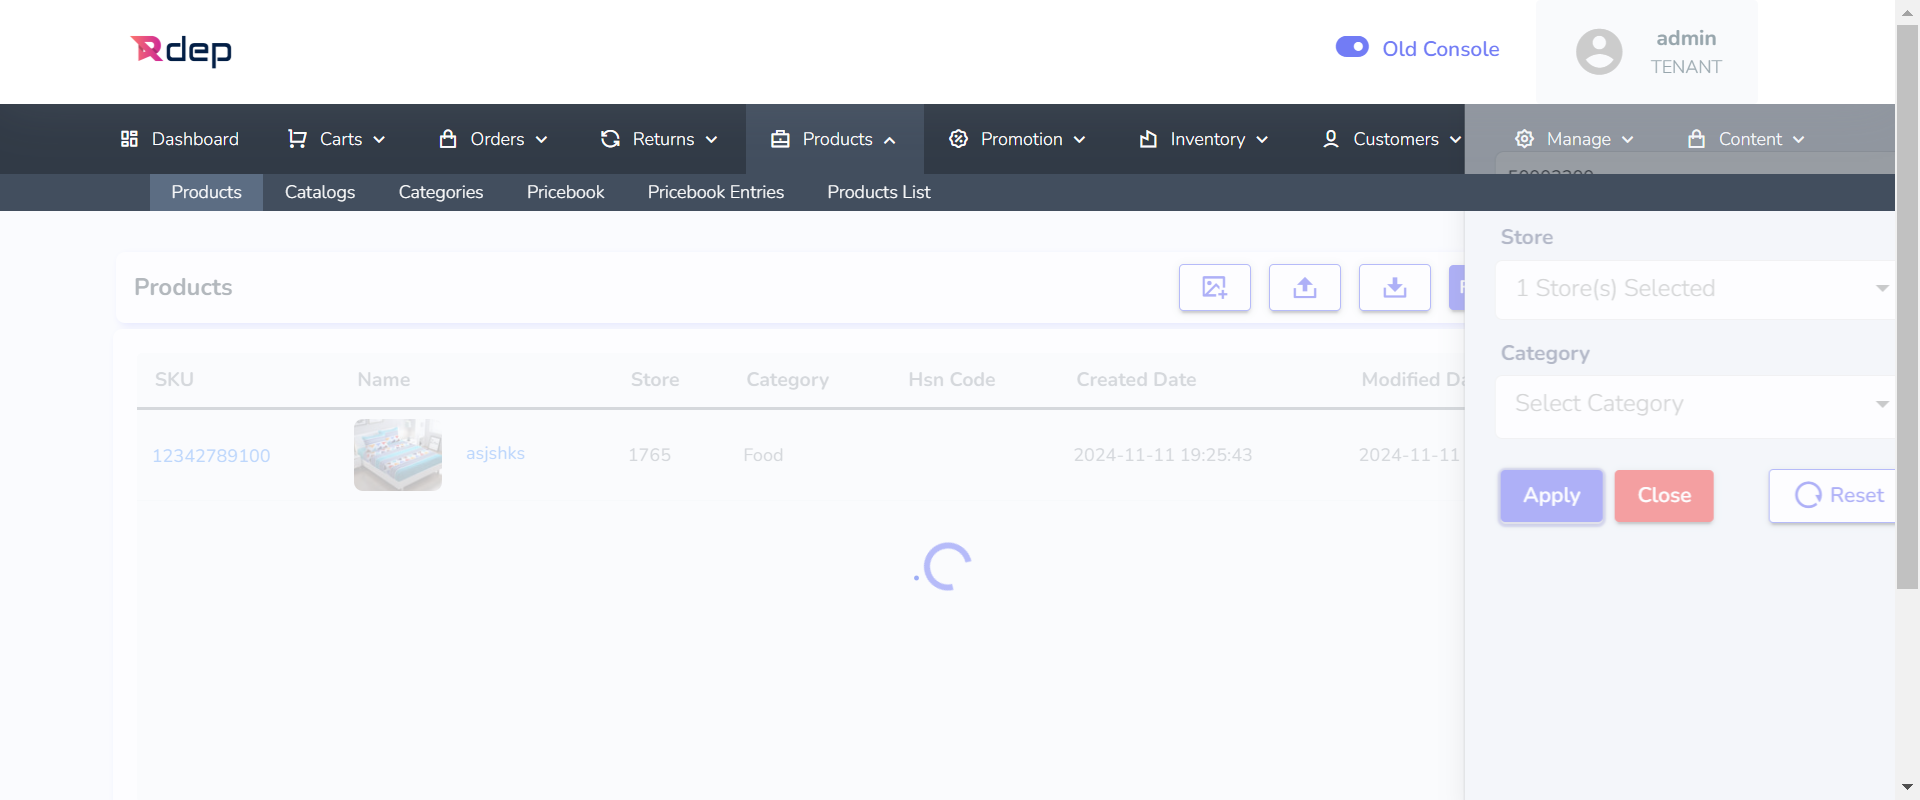 Rdep
Old Console
admin
TENANT
Dashboard
Carts
Orders
Returns
Products
Promotion
Inventory
Customers
Manage
Content
Products
Catalogs
Categories
Pricebook
Pricebook Entries
Products List
Store
1 Store(s) Selected
Products
Category
Select Category
SKU
Name
Store
Category
Hsn Code
Created Date
Modified Da
12342789100
asjshks
1765
Food
2024-11-11 19:25:43
2024-11-11
Apply
Close
Reset